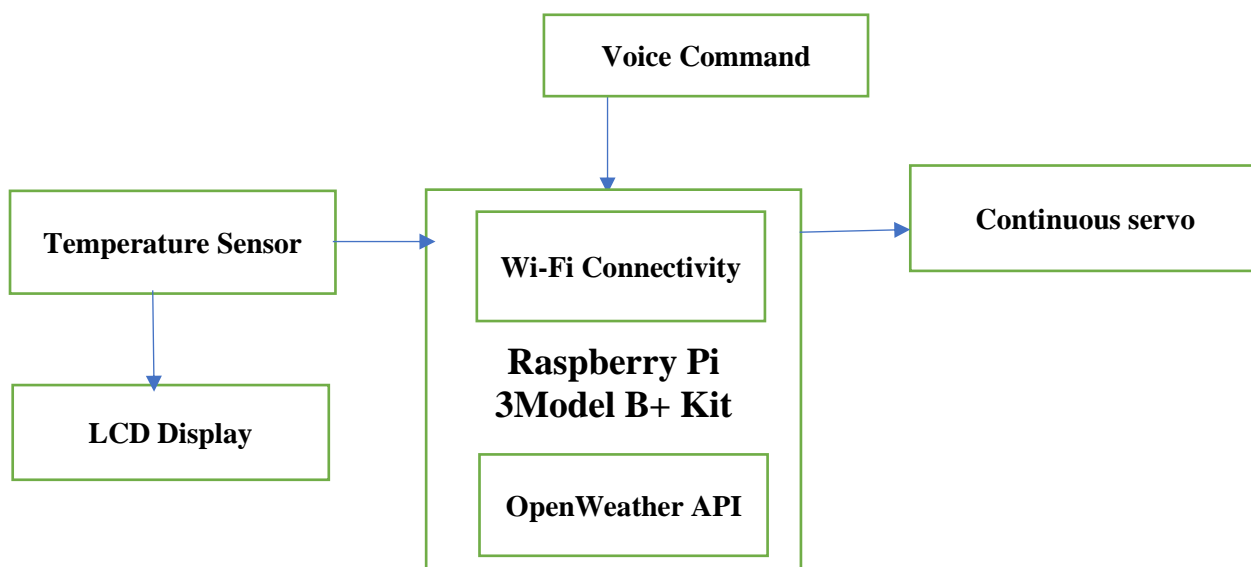 Voice Command
Temperature Sensor
Continuous servo
Wi-Fi Connectivity
Raspberry Pi
3Model B+ Kit
LCD Display
OpenWeather API